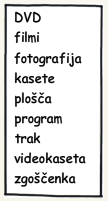 DVD
filmi
fotografija
kasete
plošča
program
trak
videokaseta
zgoščenka